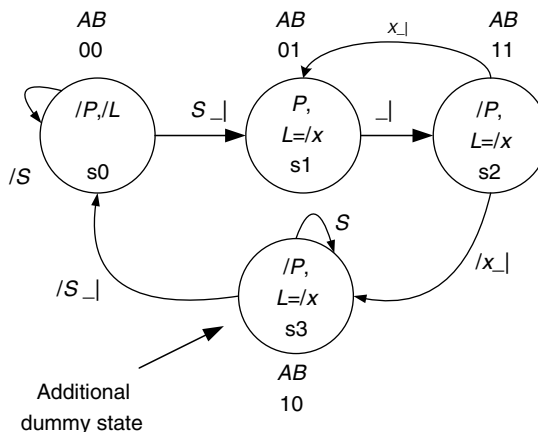 AB
00
AB
01
AB
11
x_|
/P,/L
s0
S _|
P,
L=/x
s1
_|
/P,
L=/x
s2
/S
S
/P,
L=/x
s3
/S _|
/x_|
AB
10
Additional
dummy state